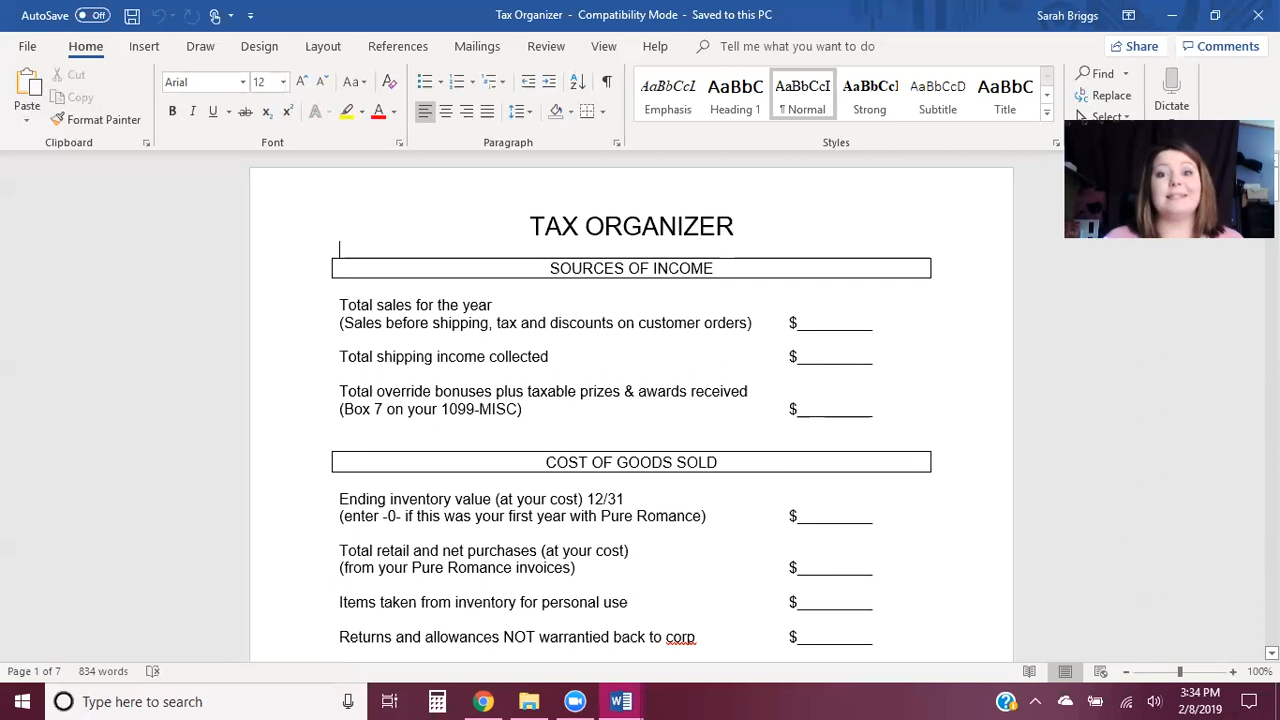 AutoSave Off
Tax Organizer - Compatibility Mode - Saved to this PC
Sarah Briggs
File Home Insert Draw Design Layout References Mailings Review View Help Tell me what you want to do Share Comments
Paste
Cut
Copy
Format Painter
Clipboard
Arial 12
Font
Paragraph
AaBbCcI AaBbC AaBbCcI AaBbCcI AaBbCcD AaBbC
Emphasis Heading 1 ¶ Normal Strong Subtitle Title
Styles
Find
Replace
Select
Dictate
TAX ORGANIZER
SOURCES OF INCOME
Total sales for the year
(Sales before shipping, tax and discounts on customer orders) $_________
Total shipping income collected $_________
Total override bonuses plus taxable prizes & awards received
(Box 7 on your 1099-MISC) $_________
COST OF GOODS SOLD
Ending inventory value (at your cost) 12/31
(enter -0- if this was your first year with Pure Romance) $_________
Total retail and net purchases (at your cost)
(from your Pure Romance invoices) $_________
Items taken from inventory for personal use $_________
Returns and allowances NOT warrantied back to corp $_________
Page 1 of 7 834 words 100%
Type here to search
3:34 PM
2/8/2019